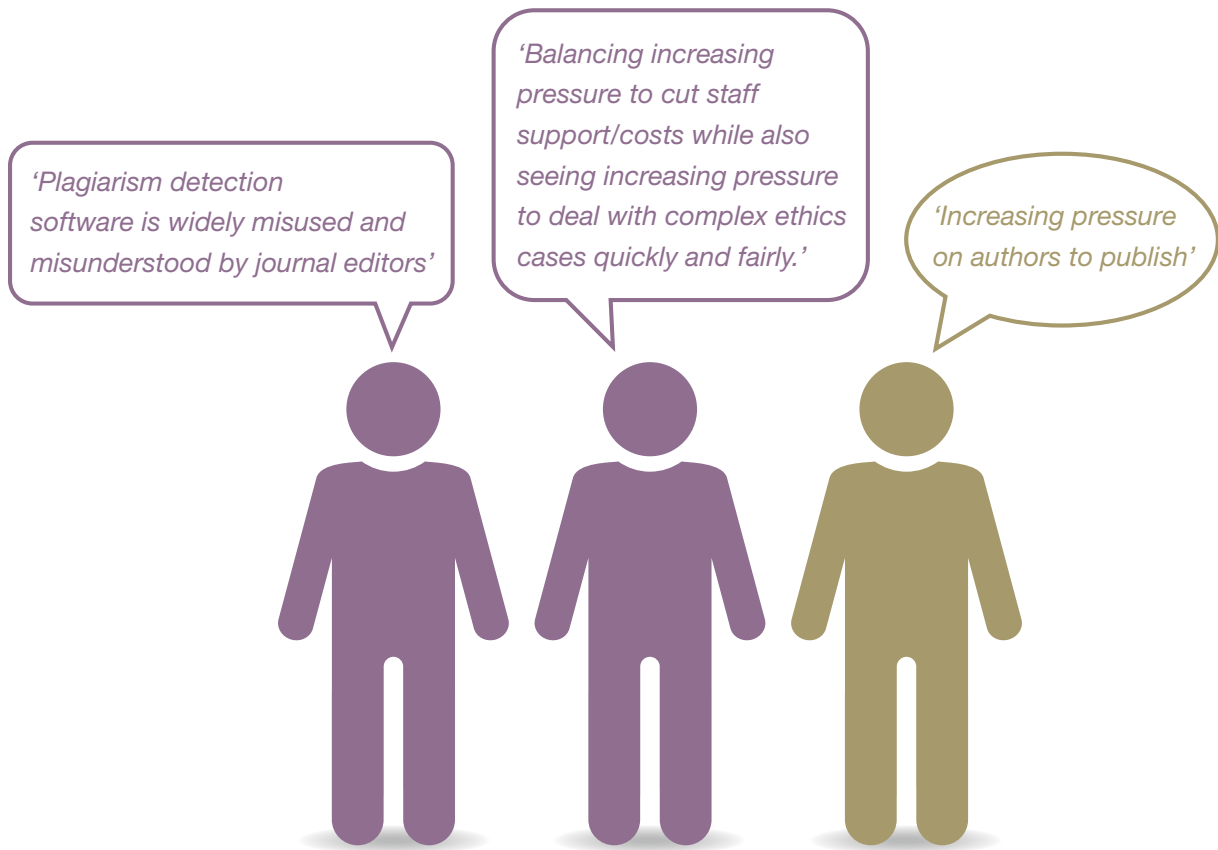 ‘Plagiarism detection
software is widely misused and
misunderstood by journal editors’
‘Balancing increasing
pressure to cut staff
support/costs while also
seeing increasing pressure
to deal with complex ethics
cases quickly and fairly.’
‘Increasing pressure
on authors to publish’